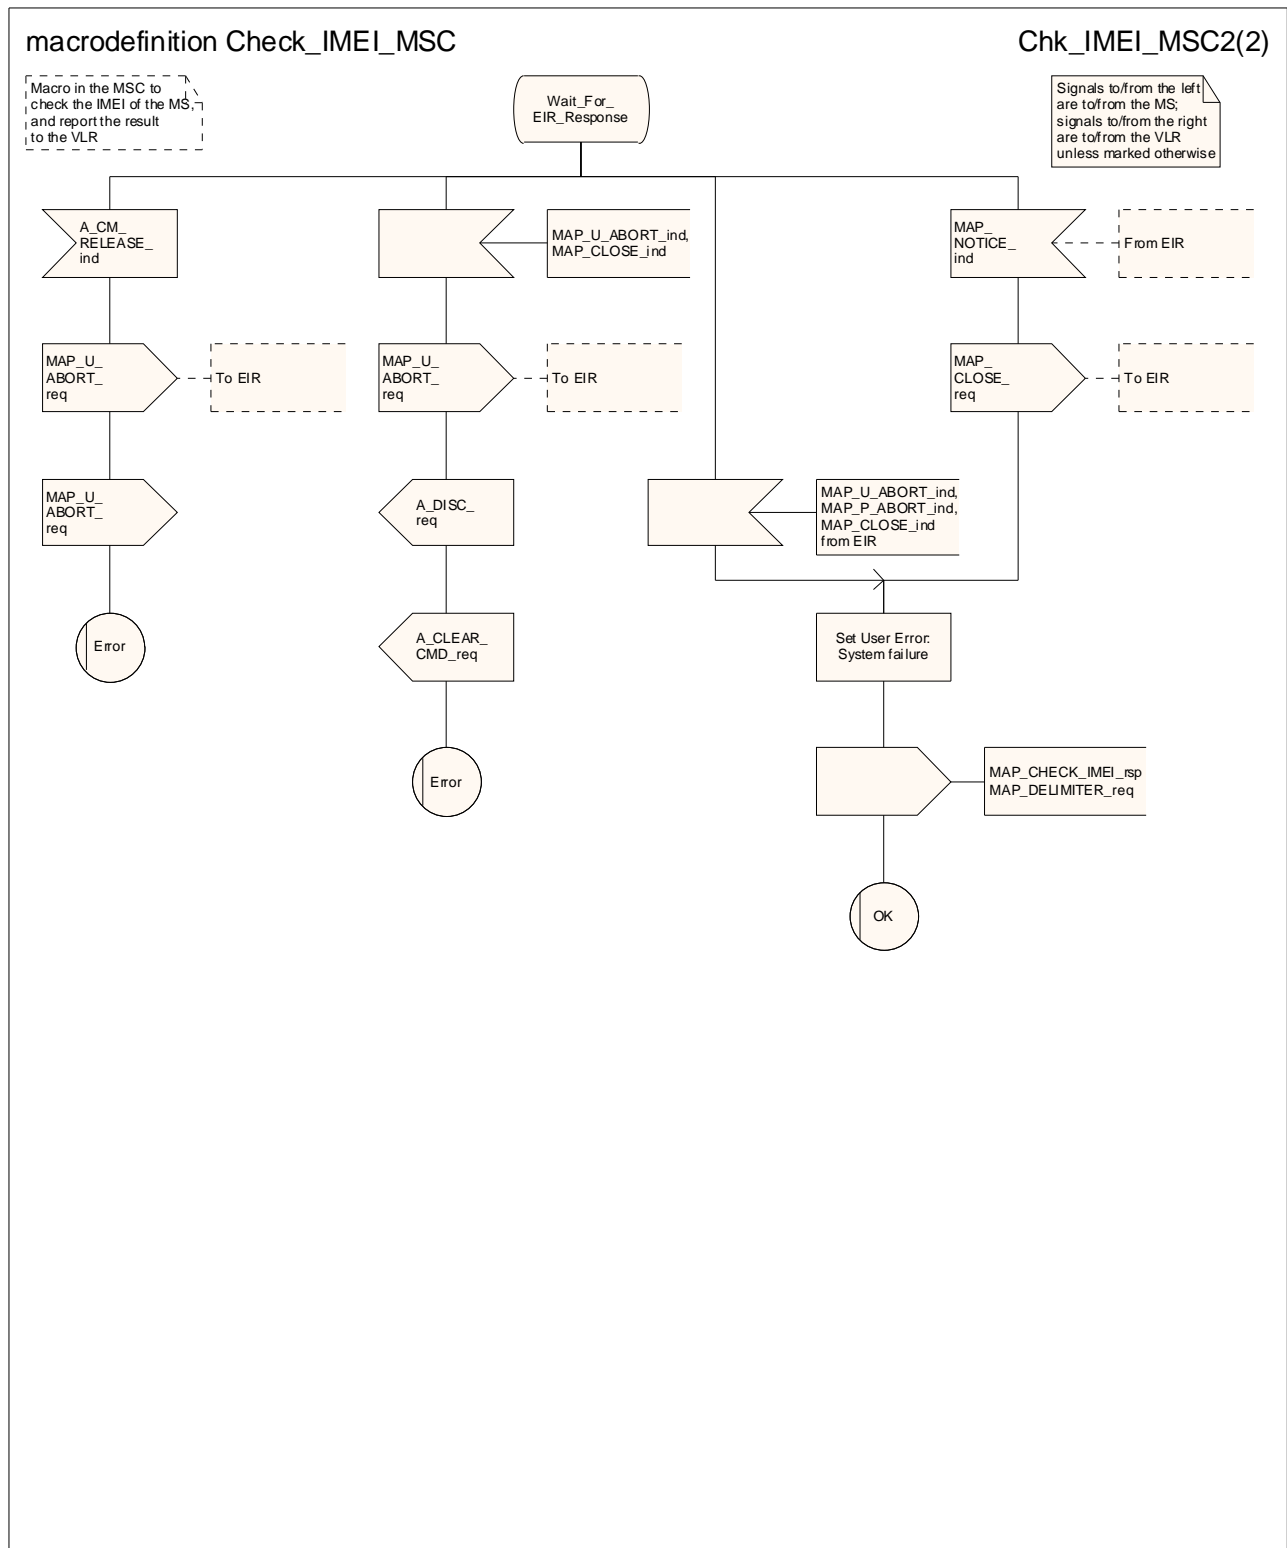 macrodefinition Check_IMEI_MSC
Chk_IMEI_MSC2(2)
Macro in the MSC to
check the IMEI of the MS,
and report the result
to the VLR
Wait_For_
EIR_Response
Signals to/from the left
are to/from the MS;
signals to/from the right
are to/from the VLR
unless marked otherwise
A_CM_
RELEASE_
ind
MAP_U_ABORT_ind,
MAP_CLOSE_ind
MAP_
NOTICE_
ind
From EIR
MAP_U_
ABORT_
req
To EIR
MAP_U_
ABORT_
req
To EIR
MAP_
CLOSE_
req
To EIR
MAP_U_
ABORT_
req
A_DISC_
req
MAP_U_ABORT_ind,
MAP_P_ABORT_ind,
MAP_CLOSE_ind
from EIR
Error
A_CLEAR_
CMD_req
Set User Error:
System failure
Error
MAP_CHECK_IMEI_rsp
MAP_DELIMITER_req
OK